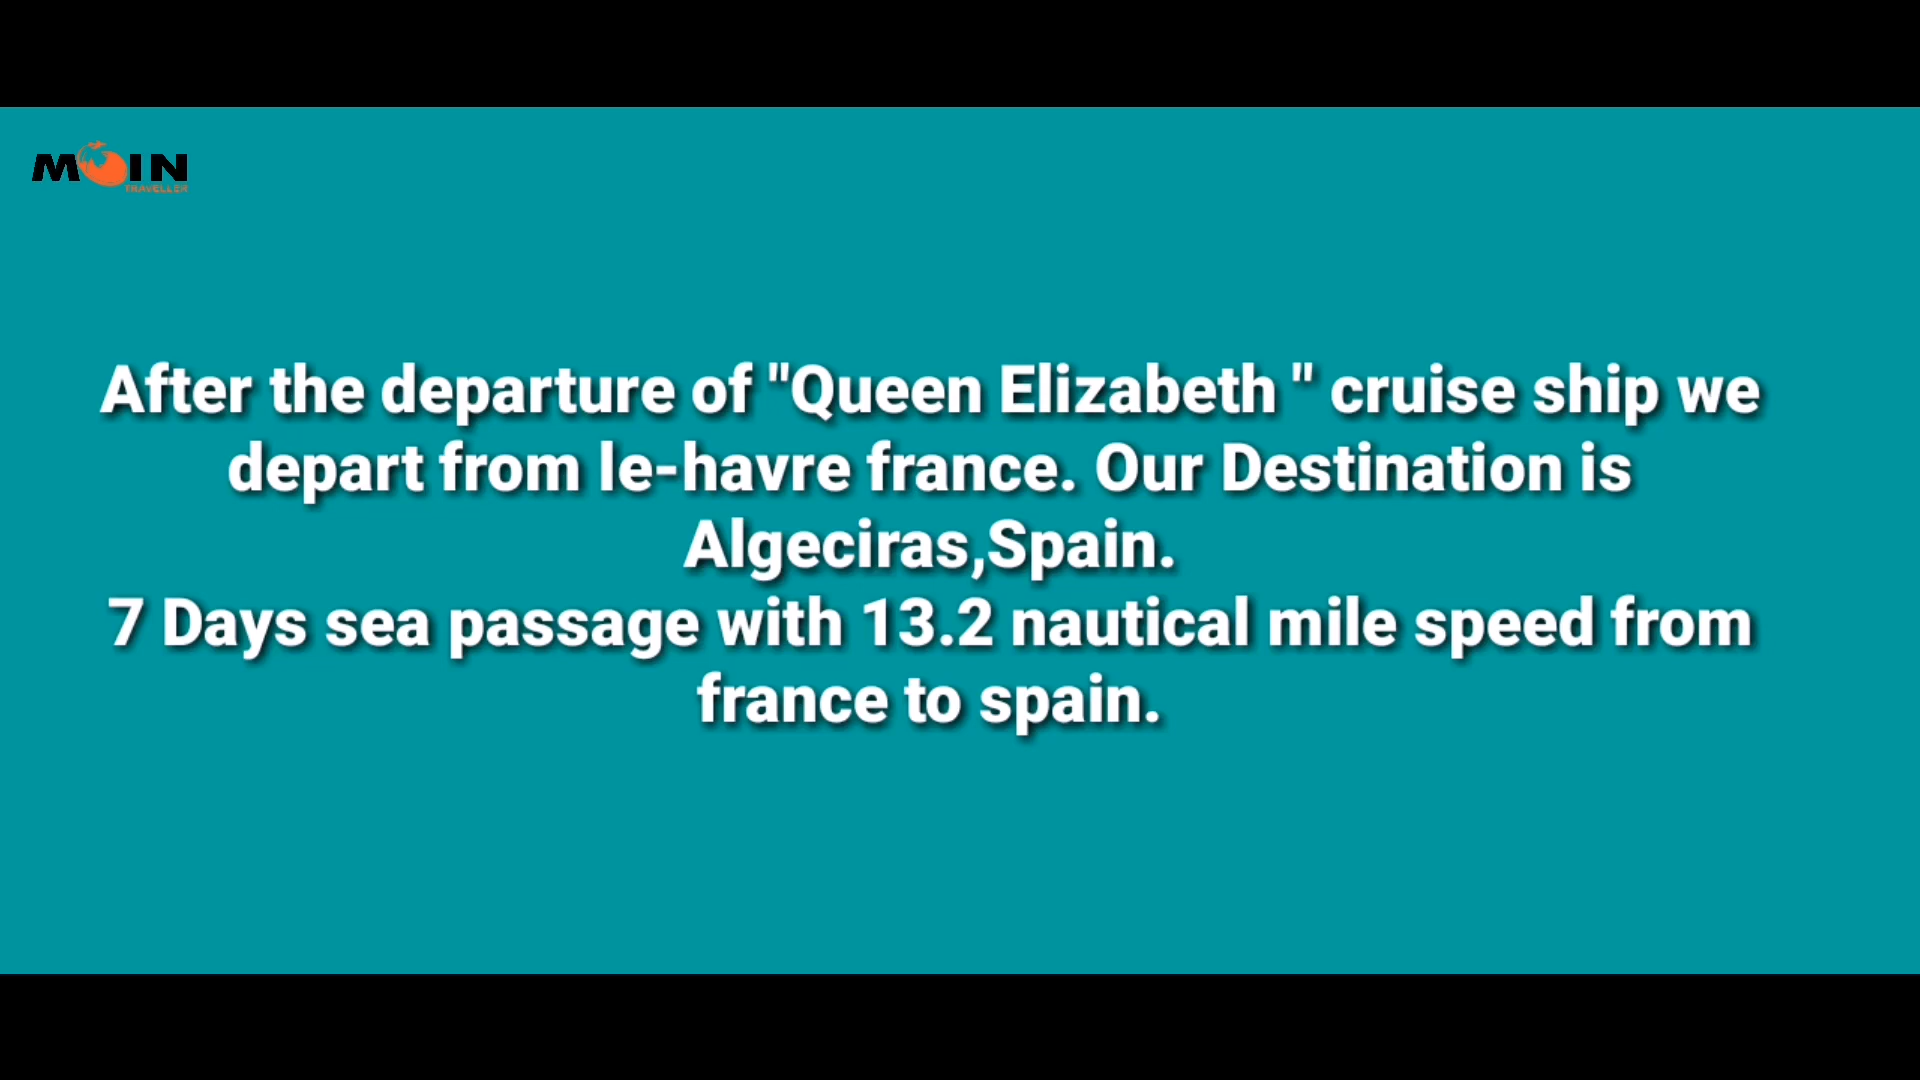 MOIN
TRAVELLER
After the departure of "Queen Elizabeth " cruise ship we
depart from le-havre france. Our Destination is
Algeciras,Spain.
7 Days sea passage with 13.2 nautical mile speed from
france to spain.